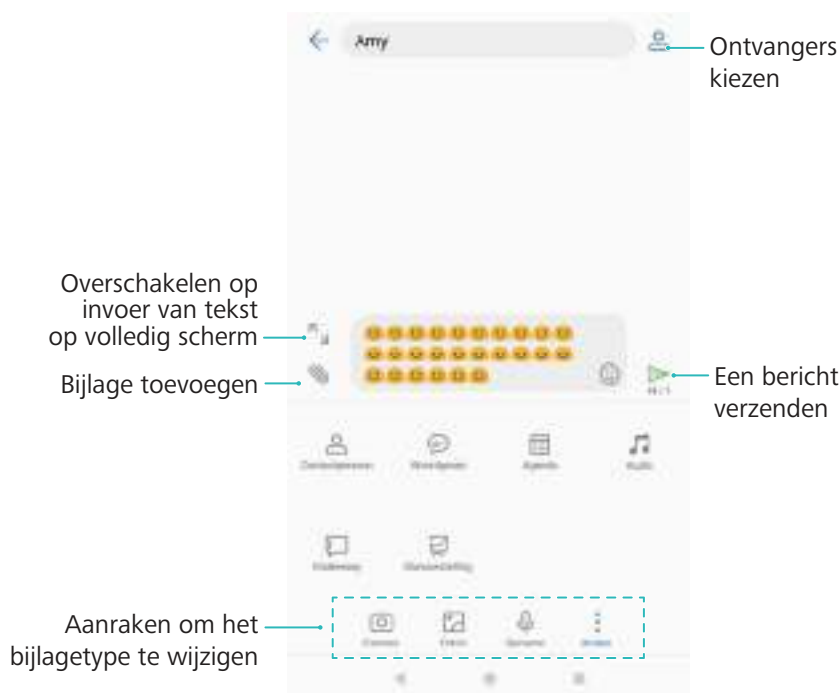 Amy
Ontvangers
kiezen
Overschakelen op
invoer van tekst
op volledig scherm
Bijlage toevoegen
Een bericht
verzenden
Agenda
Audio
Aanraken om het
bijlagetype te wijzigen